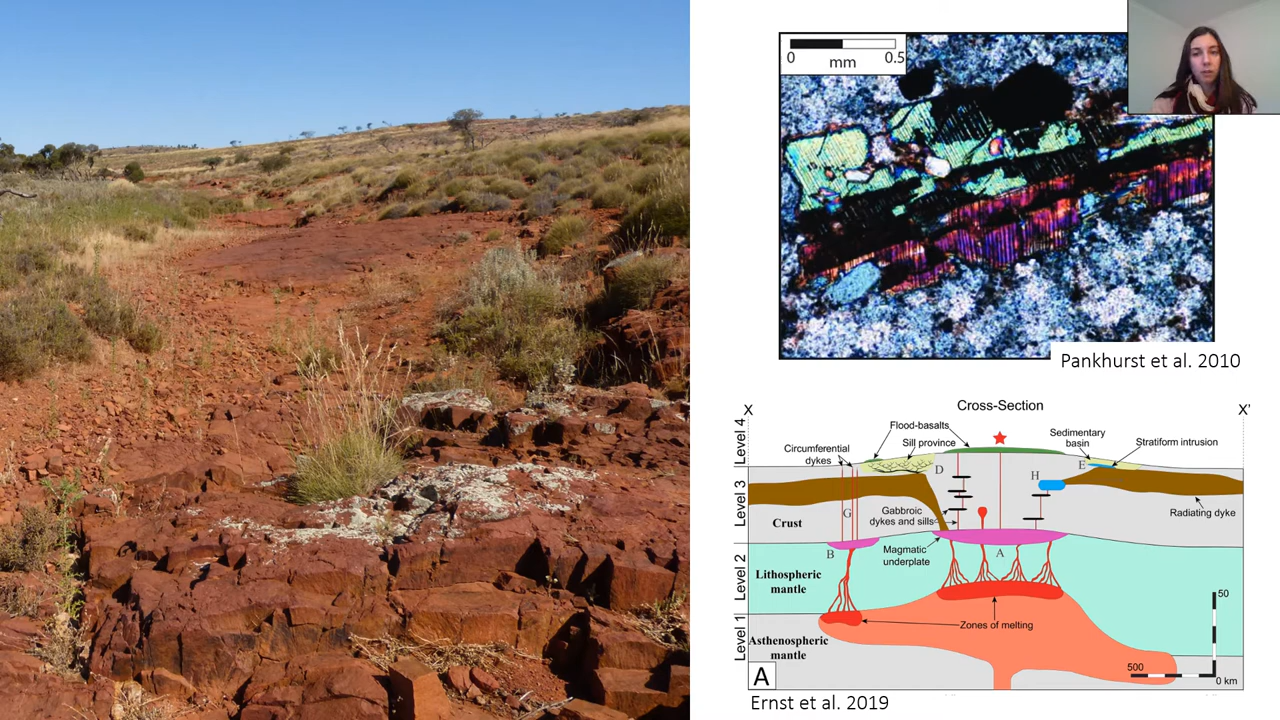 0
0.5
mm
Pankhurst et al. 2010
Cross-Section
X
X'
Level 4
Level 3
Level 2
Level 1
Flood-basalts
Circumferential
dykes
Sill province
D
Sedimentary
basin
Stratiform intrusion
E
H
G
Gabbroic
dykes and sills
Crust
Radiating dyke
B
Magmatic
underplate
A
Lithospheric
mantle
50
Zones of melting
Asthenospheric
mantle
500
0 km
A
Ernst et al. 2019